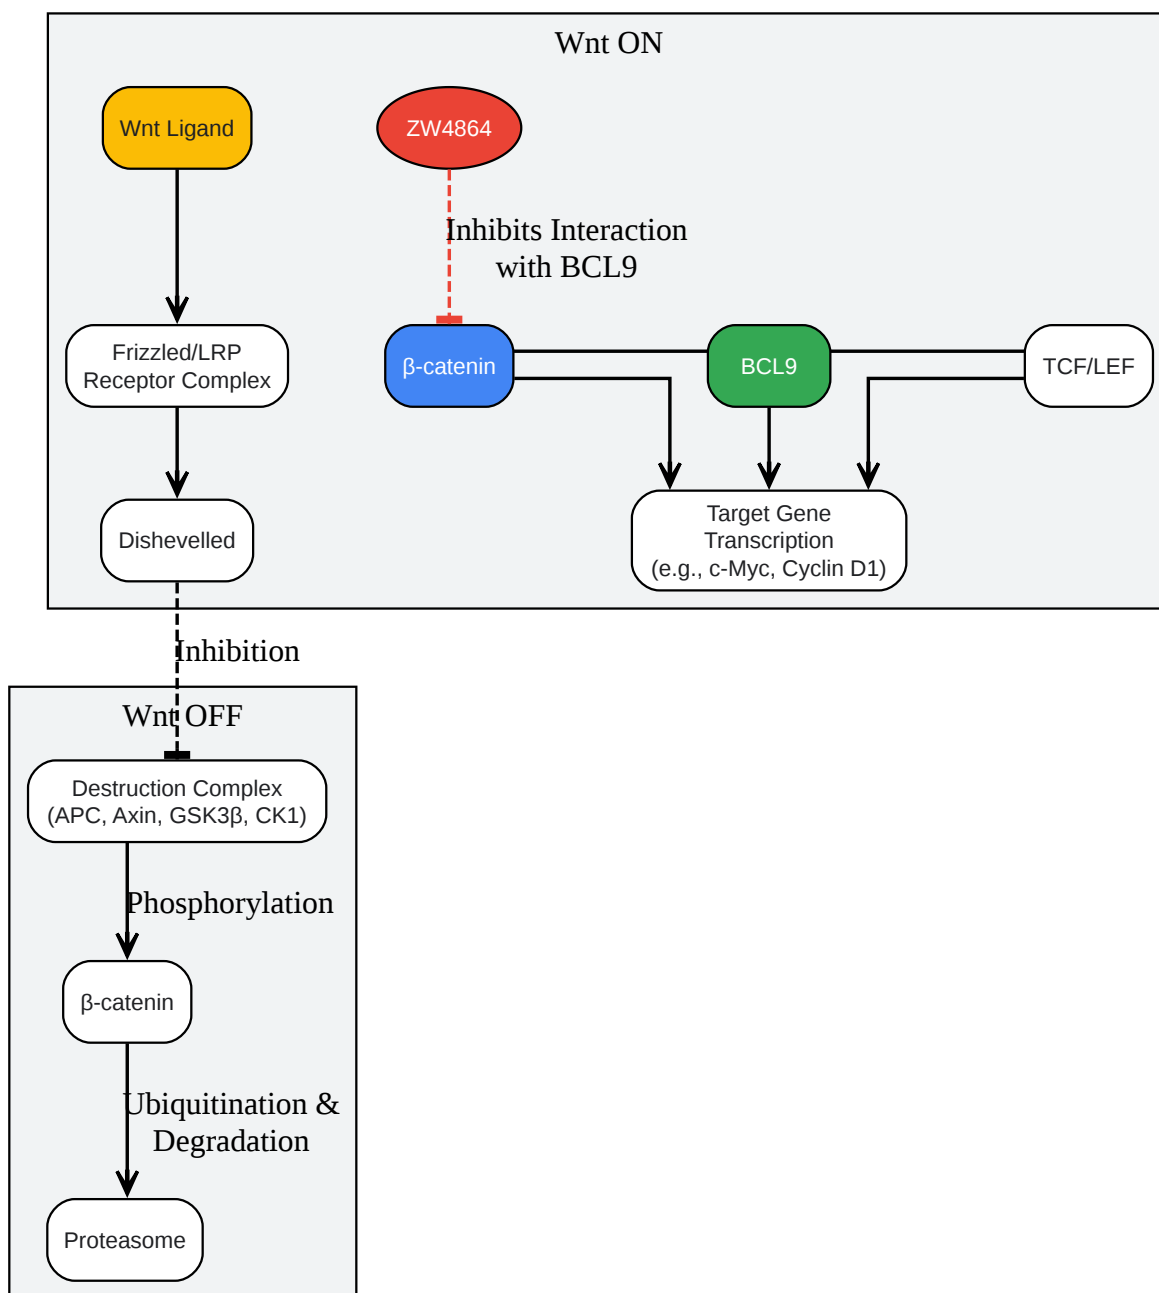 Wnt ON
Wnt Ligand
ZW4864
Inhibits Interaction
with BCL9
Frizzled/LRP
Receptor Complex
β-catenin
BCL9
TCF/LEF
Dishevelled
Target Gene
Transcription
(e.g., c-Myc, Cyclin D1)
Inhibition
Wnt OFF
Destruction Complex
(APC, Axin, GSK3β, CK1)
Phosphorylation
β-catenin
Ubiquitination &
Degradation
Proteasome